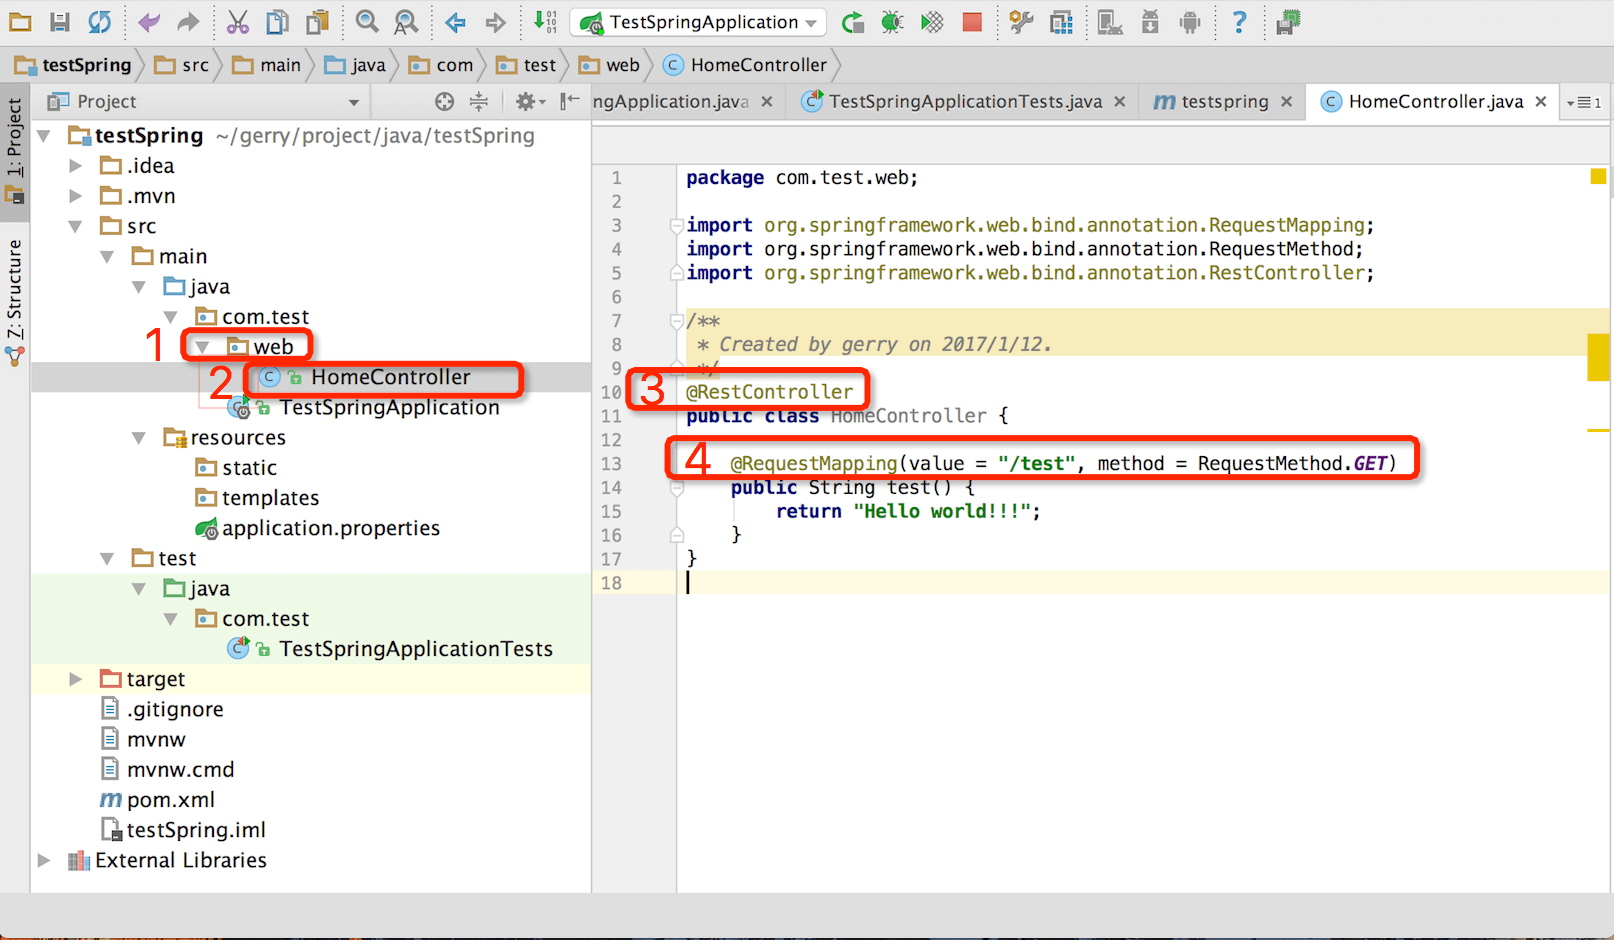 TestSpringApplication
testSpring
src
main
java
com
test
web
HomeController
1: Project
Z: Structure
Project
ngApplication.java
TestSpringApplicationTests.java
m testspring
HomeController.java
1
testSpring ~/gerry/project/java/testSpring
.idea
.mvn
src
main
java
com.test
1 web
2 HomeController
TestSpringApplication
resources
static
templates
application.properties
test
java
com.test
TestSpringApplicationTests
target
.gitignore
mvnw
mvnw.cmd
m pom.xml
testSpring.iml
External Libraries
1 package com.test.web;
2
3 import org.springframework.web.bind.annotation.RequestMapping;
4 import org.springframework.web.bind.annotation.RequestMethod;
5 import org.springframework.web.bind.annotation.RestController;
6
7 /**
8 * Created by gerry on 2017/1/12.
9 */
10 3 @RestController
11 public class HomeController {
12
13 4 @RequestMapping(value = "/test", method = RequestMethod.GET)
14 public String test() {
15 return "Hello world!!!";
16 }
17 }
18